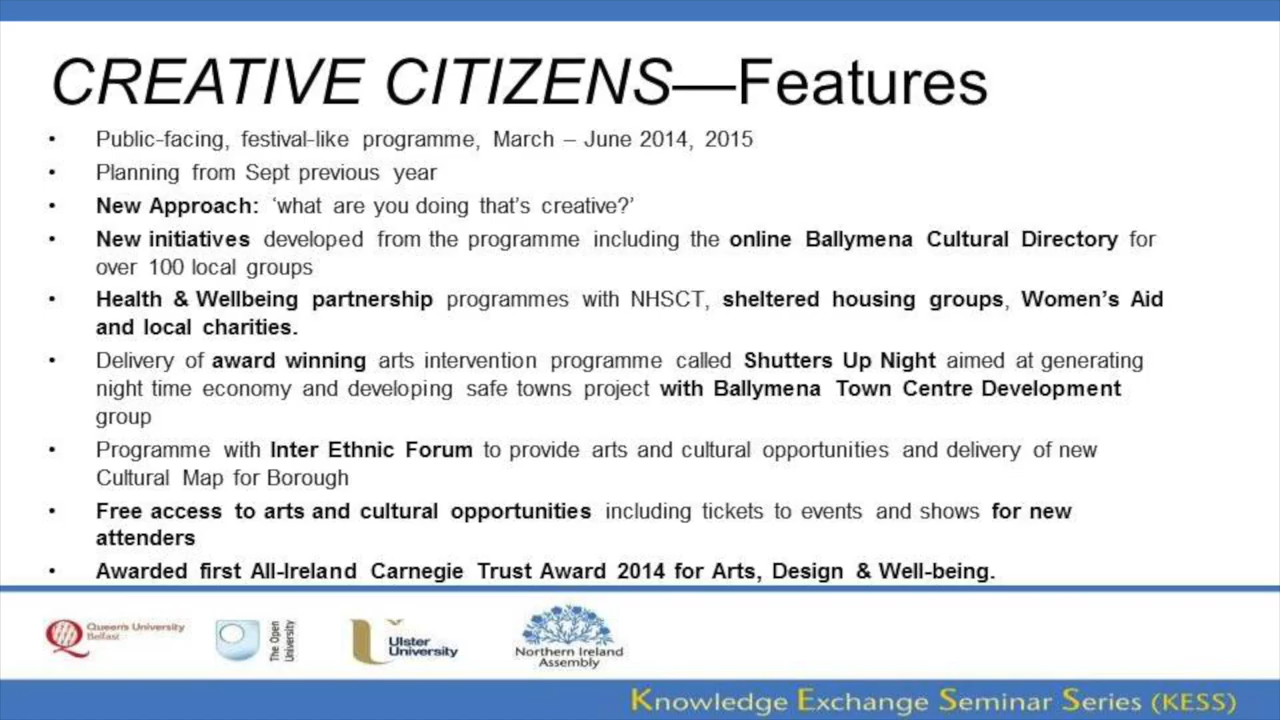 CREATIVE CITIZENS—Features
• Public-facing, festival-like programme, March – June 2014, 2015
• Planning from Sept previous year
• New Approach: ‘what are you doing that’s creative?’
• New initiatives developed from the programme including the online Ballymena Cultural Directory for
over 100 local groups
• Health & Wellbeing partnership programmes with NHSCT, sheltered housing groups, Women’s Aid
and local charities.
• Delivery of award winning arts intervention programme called Shutters Up Night aimed at generating
night time economy and developing safe towns project with Ballymena Town Centre Development
group
• Programme with Inter Ethnic Forum to provide arts and cultural opportunities and delivery of new
Cultural Map for Borough
• Free access to arts and cultural opportunities including tickets to events and shows for new
attenders
• Awarded first All-Ireland Carnegie Trust Award 2014 for Arts, Design & Well-being.
Queen's University
Belfast
The Open
University
Ulster
University
Northern Ireland
Assembly
Knowledge Exchange Seminar Series (KESS)